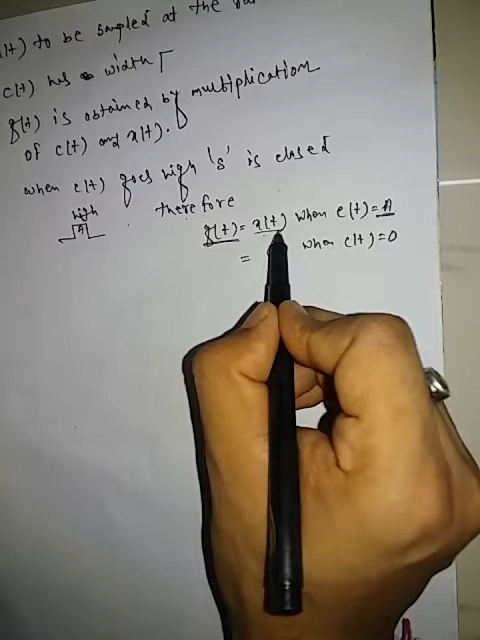 (t) to be sampled at the
c(t) has width τ
g(t) is obtained by multiplication
of c(t) and x(t).
when c(t) goes high 's' is closed
high
A
therefore
g(t) = x(t) when c(t) = A
= when c(t) = 0